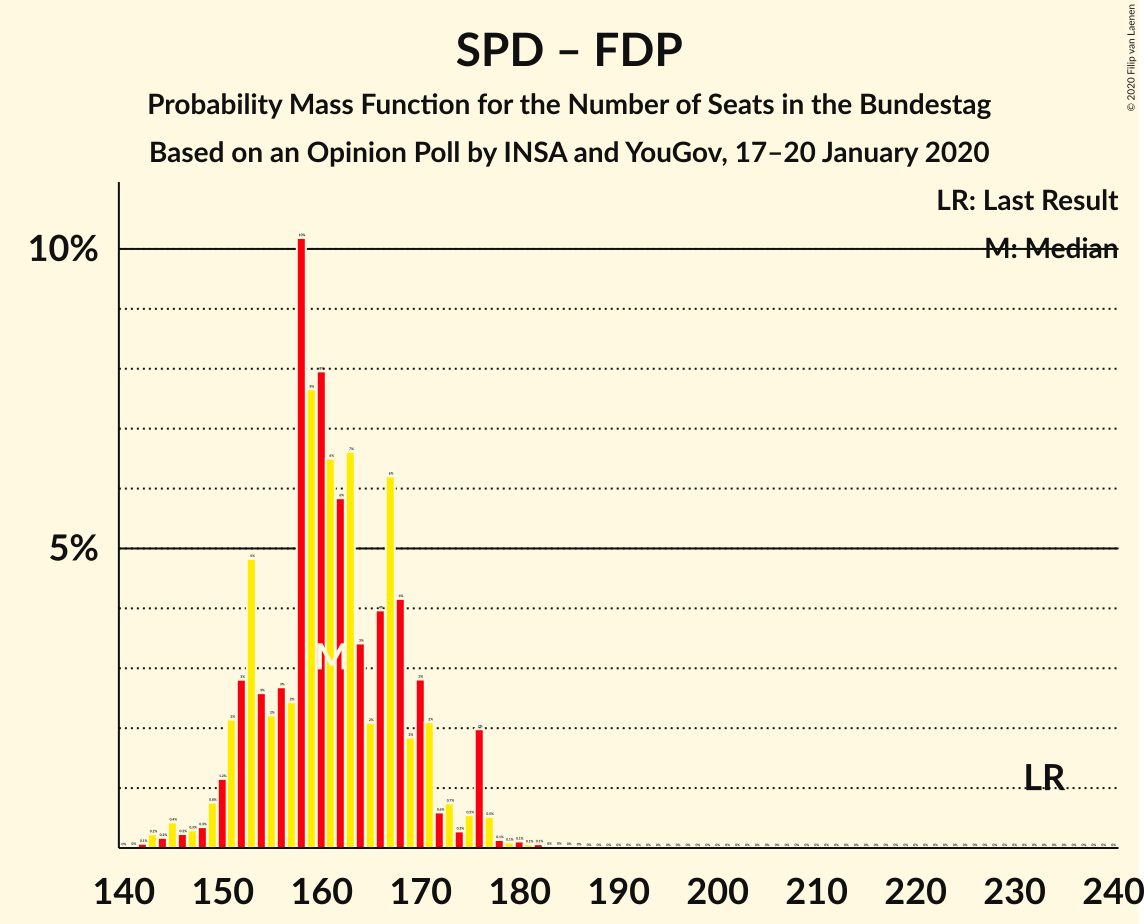 SPD – FDP
Probability Mass Function for the Number of Seats in the Bundestag
Based on an Opinion Poll by INSA and YouGov, 17–20 January 2020
© 2020 Filip van Laenen
LR: Last Result
M: Median
10%
5%
M
LR
140 150 160 170 180 190 200 210 220 230 240